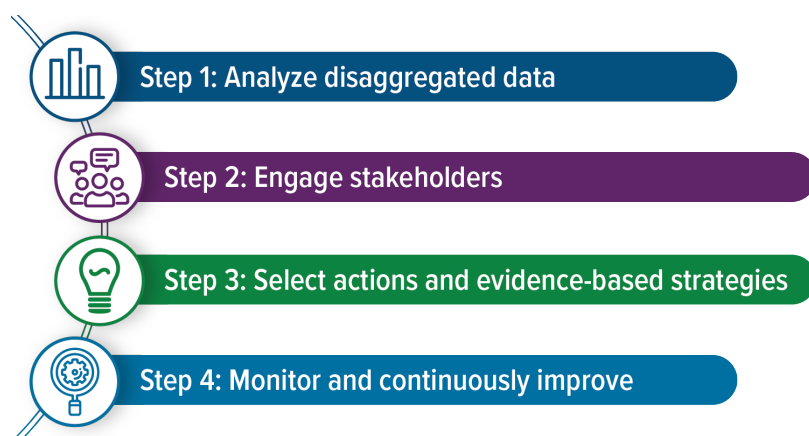 Step 1: Analyze disaggregated data
Step 2: Engage stakeholders
Step 3: Select actions and evidence-based strategies
Step 4: Monitor and continuously improve